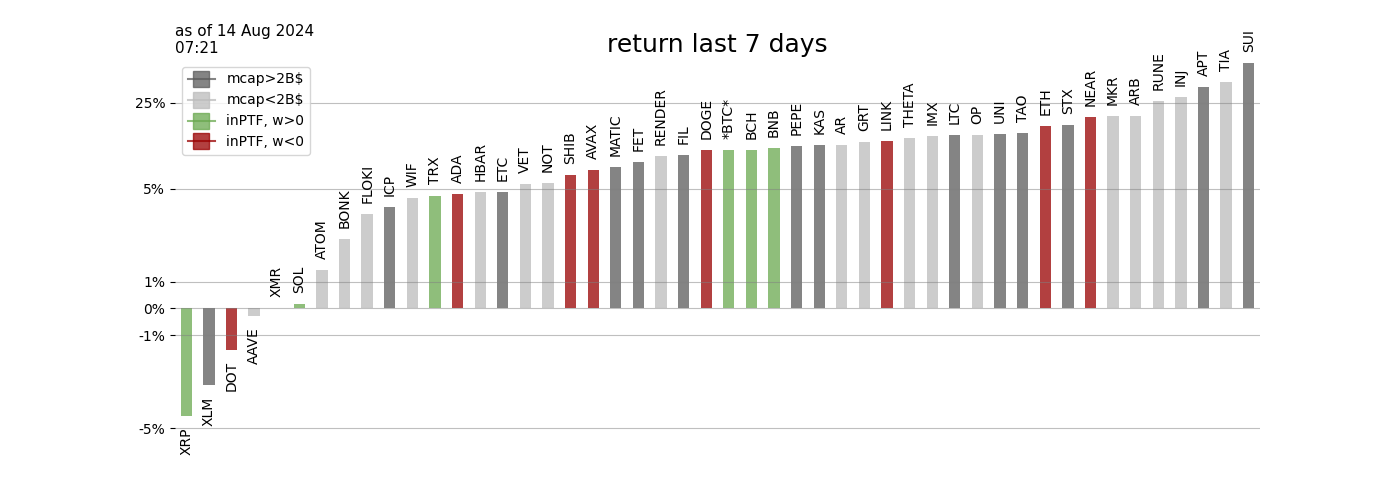 as of 14 Aug 2024
07:21
return last 7 days
mcap>2B$
mcap<2B$
inPTF, w>0
inPTF, w<0
25%
5%
1%
0%
-1%
-5%
XRP
XLM
DOT
AAVE
XMR
SOL
ATOM
BONK
FLOKI
ICP
WIF
TRX
ADA
HBAR
ETC
VET
NOT
SHIB
AVAX
MATIC
FET
RENDER
FIL
DOGE
*BTC*
BCH
BNB
PEPE
KAS
AR
GRT
LINK
THETA
IMX
LTC
OP
UNI
TAO
ETH
STX
NEAR
MKR
ARB
RUNE
INJ
APT
TIA
SUI